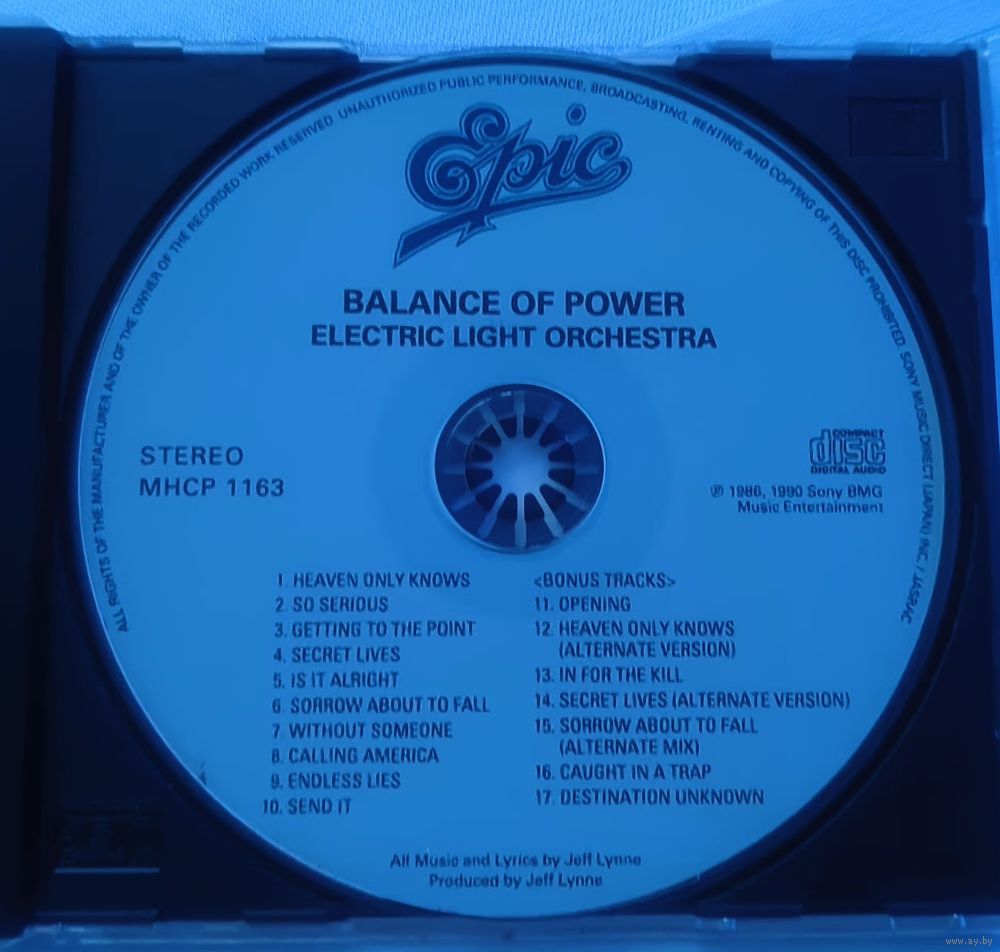 ALL RIGHTS OF THE MANUFACTURER AND OF THE OWNER OF THE RECORDED WORK RESERVED. UNAUTHORIZED PUBLIC PERFORMANCE, BROADCASTING, RENTING AND COPYING OF THIS DISC PROHIBITED. SONY MUSIC DIRECT (JAPAN) INC. / JASRAC
Epic
BALANCE OF POWER
ELECTRIC LIGHT ORCHESTRA
STEREO
MHCP 1163
COMPACT
disc
DIGITAL AUDIO
℗ 1986, 1990 Sony BMG
Music Entertainment
1. HEAVEN ONLY KNOWS
2. SO SERIOUS
3. GETTING TO THE POINT
4. SECRET LIVES
5. IS IT ALRIGHT
6. SORROW ABOUT TO FALL
7. WITHOUT SOMEONE
8. CALLING AMERICA
9. ENDLESS LIES
10. SEND IT
<BONUS TRACKS>
11. OPENING
12. HEAVEN ONLY KNOWS
(ALTERNATE VERSION)
13. IN FOR THE KILL
14. SECRET LIVES (ALTERNATE VERSION)
15. SORROW ABOUT TO FALL
(ALTERNATE MIX)
16. CAUGHT IN A TRAP
17. DESTINATION UNKNOWN
All Music and Lyrics by Jeff Lynne
Produced by Jeff Lynne
www.ay.by